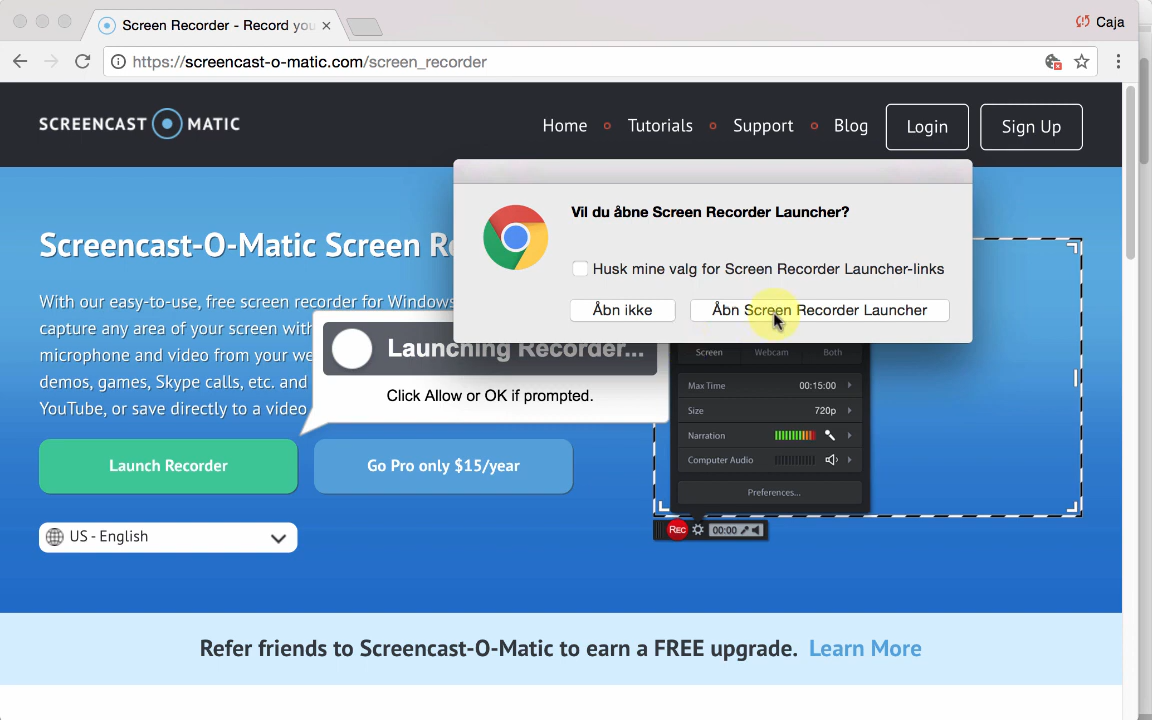 Screen Recorder - Record you
Caja
https://screencast-o-matic.com/screen_recorder
SCREENCAST MATIC
Home Tutorials Support Blog Login Sign Up
Vil du åbne Screen Recorder Launcher?
Husk mine valg for Screen Recorder Launcher-links
Åbn ikke Åbn Screen Recorder Launcher
Screencast-O-Matic Screen R
With our easy-to-use, free screen recorder for Windows
capture any area of your screen with
microphone and video from your we
demos, games, Skype calls, etc. and
YouTube, or save directly to a video
Launching Recorder...
Click Allow or OK if prompted.
Screen Webcam Both
Max Time 00:15:00
Size 720p
Narration
Computer Audio
Preferences...
REC 00:00
Launch Recorder Go Pro only $15/year
US - English
Refer friends to Screencast-O-Matic to earn a FREE upgrade. Learn More